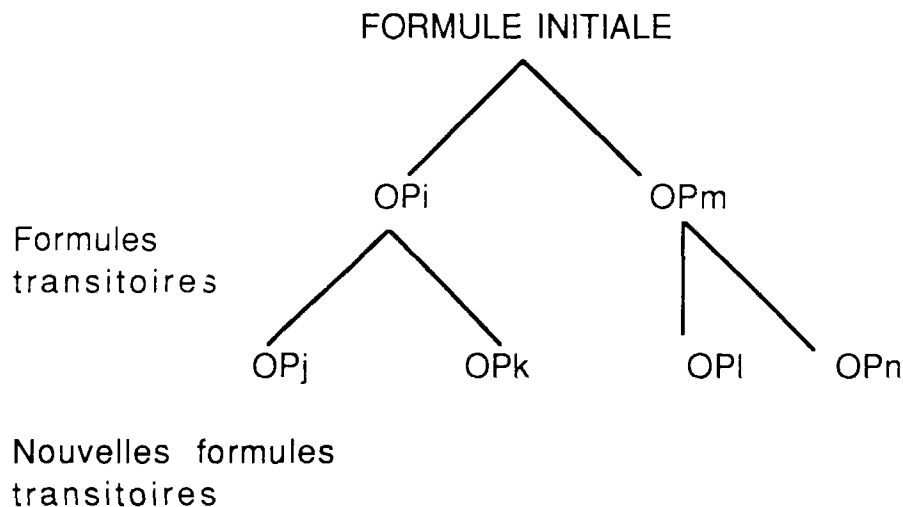 FORMULE INITIALE
OPi
OPm
Formules
transitoires
OPj
OPk
OPl
OPn
Nouvelles formules
transitoires